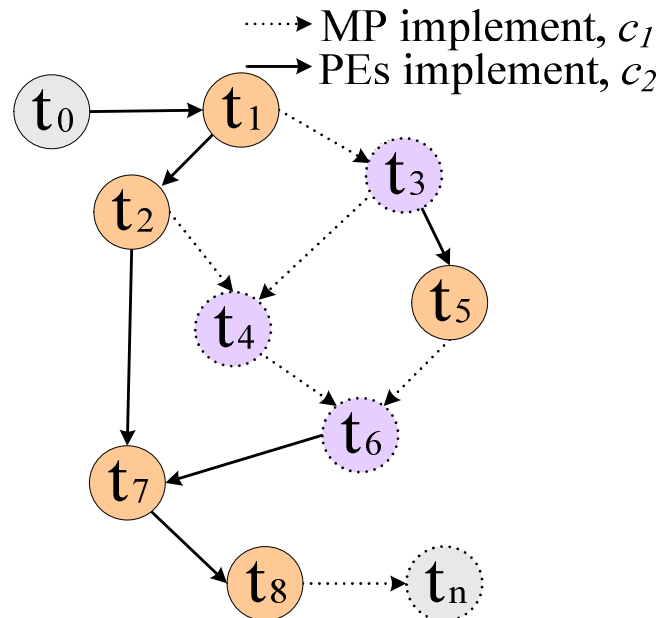 MP implement, c1
PEs implement, c2
t0
t1
t3
t2
t5
t4
t6
t7
t8
tn